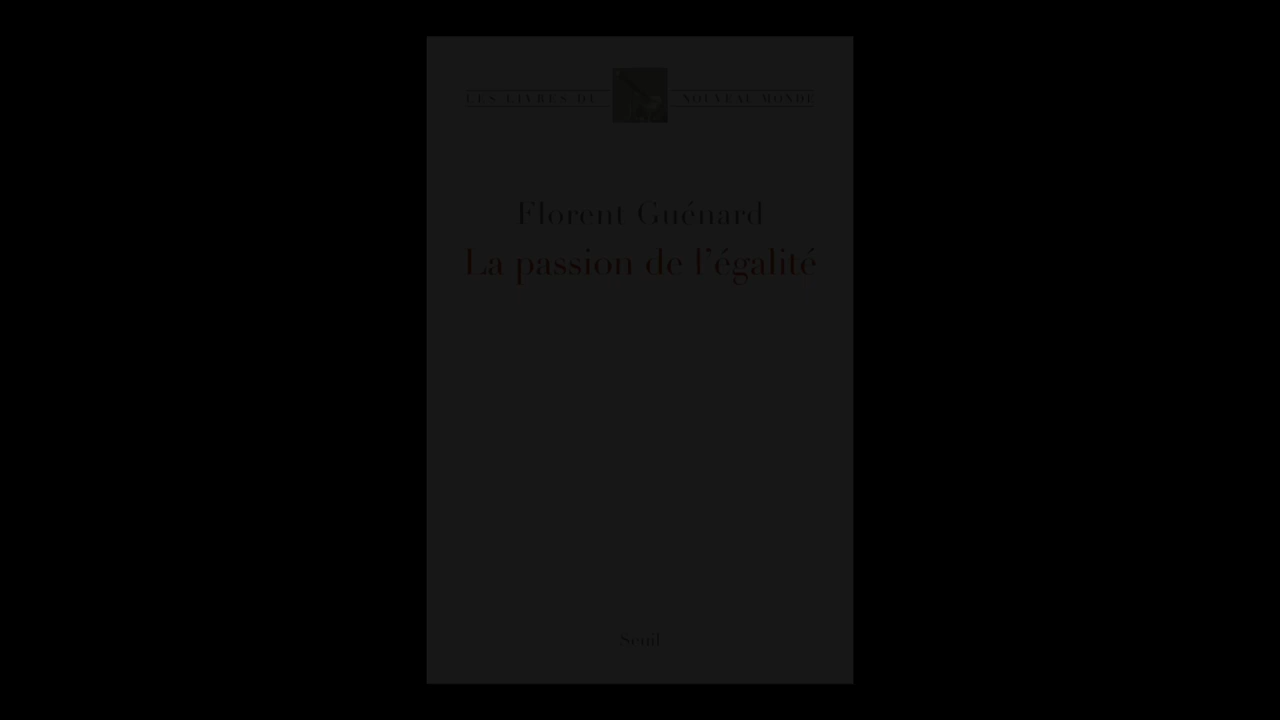 LES LIVRES DU NOUVEAU MONDE
Florent Guénard
La passion de l'égalité
Seuil